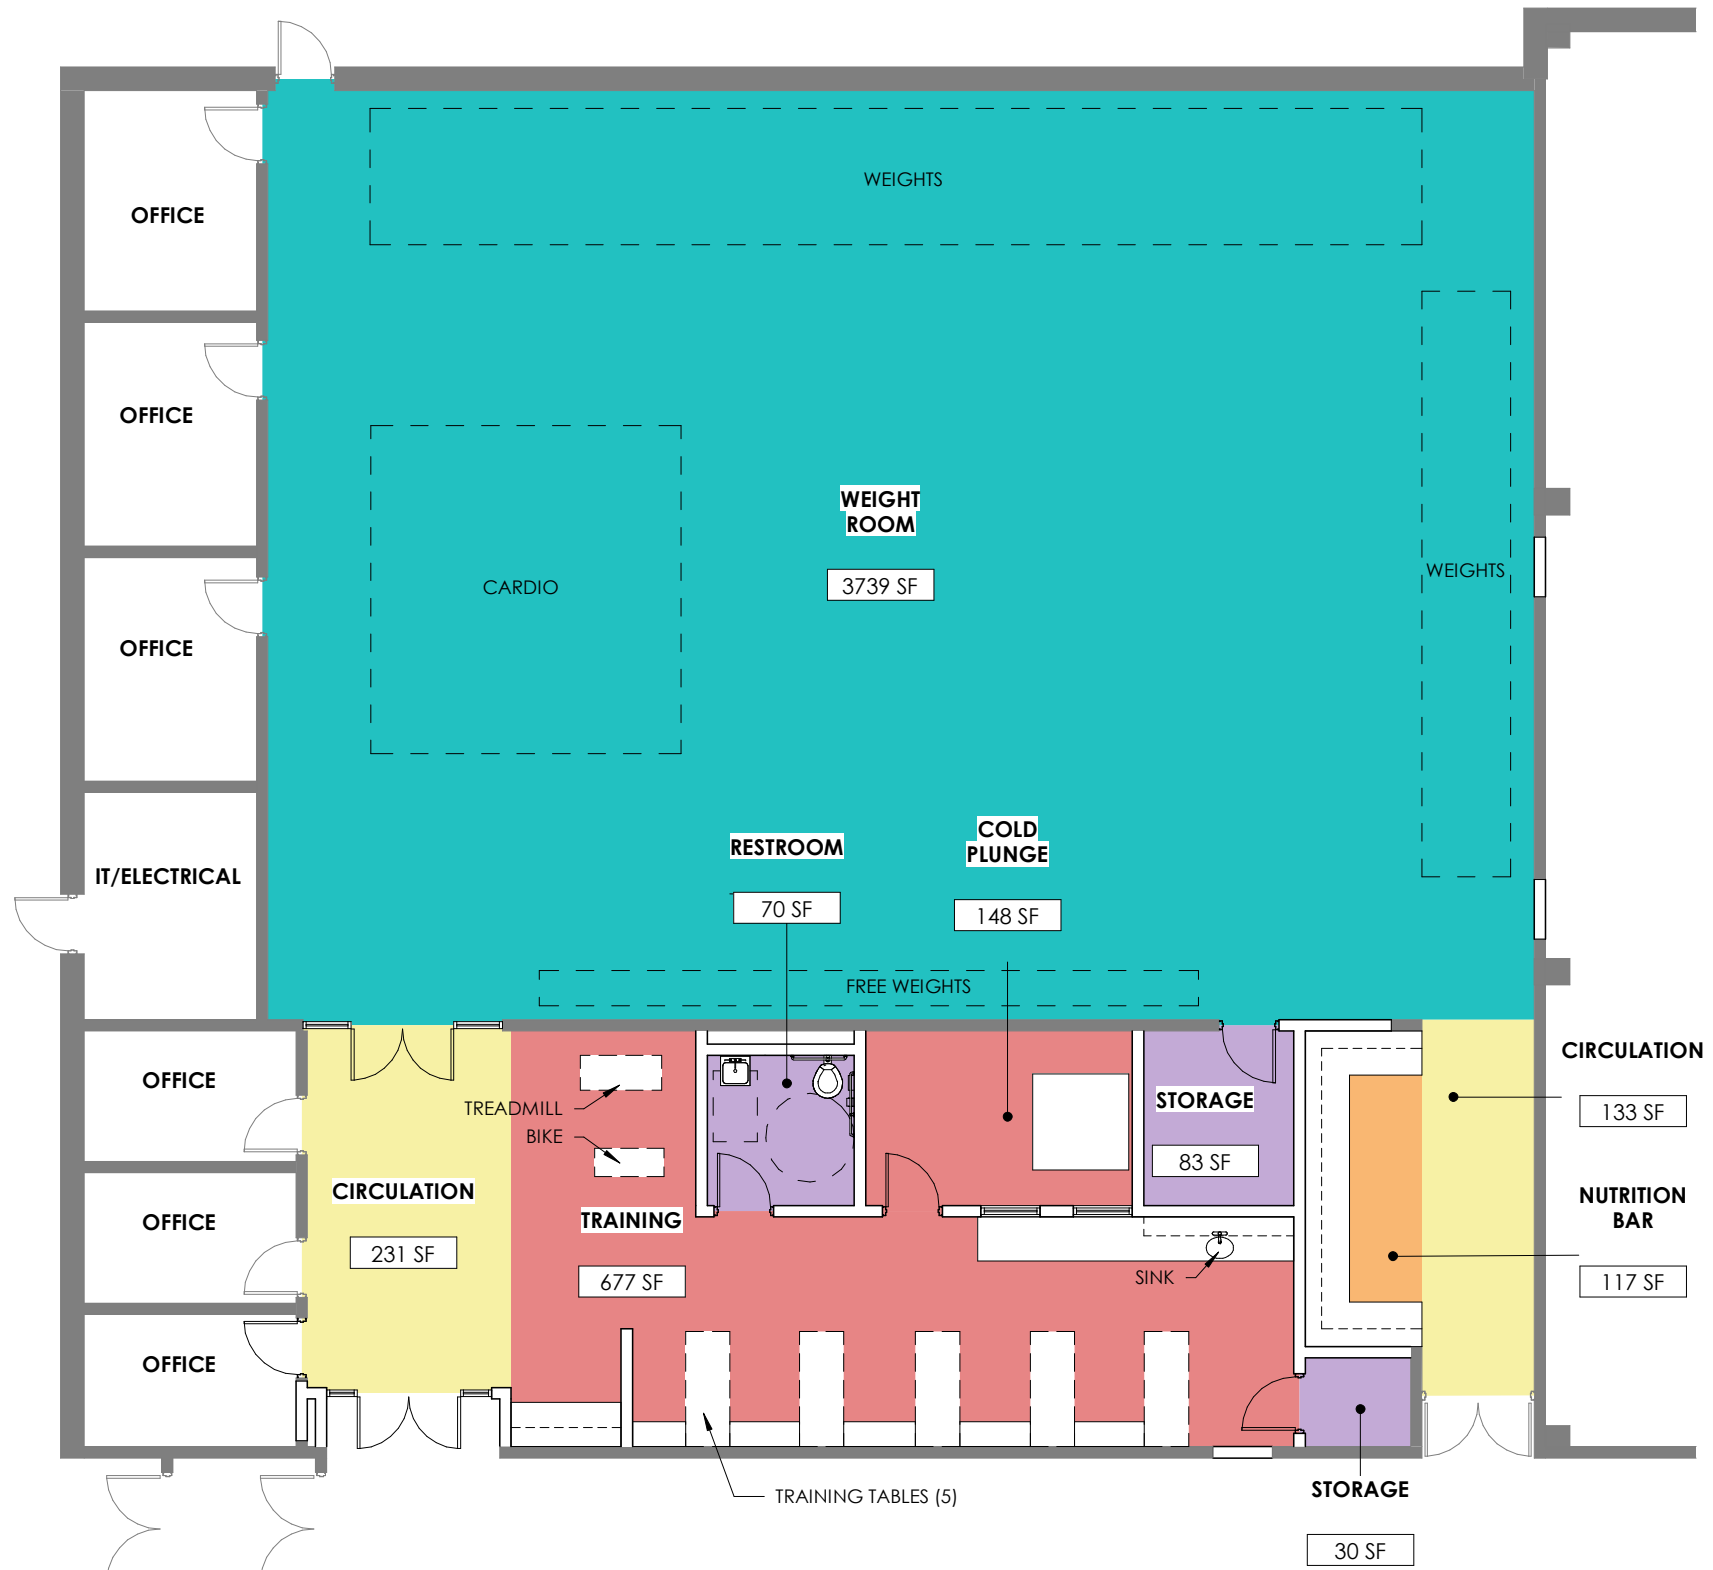 WEIGHTS
OFFICE
OFFICE
WEIGHT
ROOM
3739 SF
WEIGHTS
CARDIO
OFFICE
COLD
PLUNGE
148 SF
RESTROOM
70 SF
IT/ELECTRICAL
FREE WEIGHTS
CIRCULATION
133 SF
OFFICE
TREADMILL
BIKE
STORAGE
83 SF
CIRCULATION
231 SF
TRAINING
677 SF
NUTRITION
BAR
117 SF
OFFICE
SINK
OFFICE
TRAINING TABLES (5)
STORAGE
30 SF